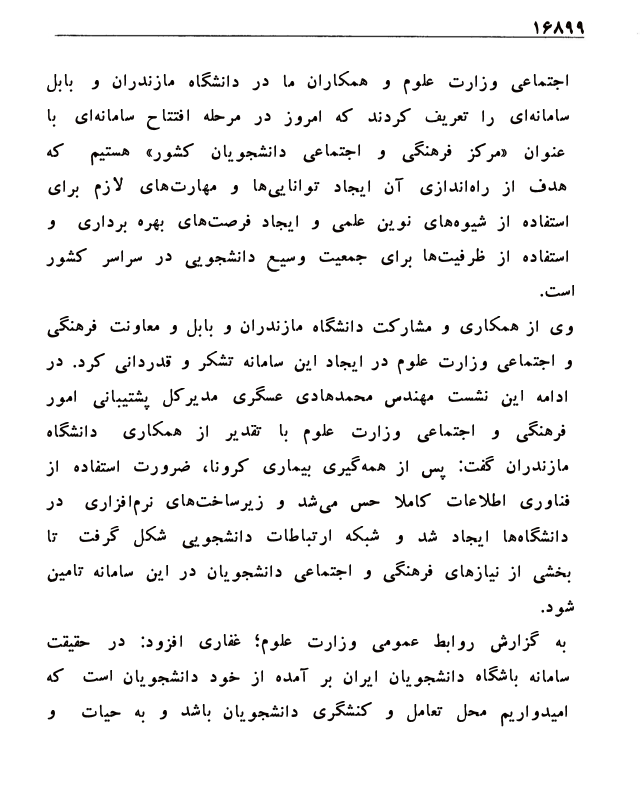 ۱۶۸۹۹
اجتماعی وزارت علوم و همکاران ما در دانشگاه مازندران و بابل
سامانه‌ای را تعریف کردند که امروز در مرحله افتتاح سامانه‌ای با
عنوان «مرکز فرهنگی و اجتماعی دانشجویان کشور» هستیم که
هدف از راه‌اندازی آن ایجاد توانایی‌ها و مهارت‌های لازم برای
استفاده از شیوه‌های نوین علمی و ایجاد فرصت‌های بهره برداری و
استفاده از ظرفیت‌ها برای جمعیت وسیع دانشجویی در سراسر کشور
است.
وی از همکاری و مشارکت دانشگاه مازندران و بابل و معاونت فرهنگی
و اجتماعی وزارت علوم در ایجاد این سامانه تشکر و قدردانی کرد. در
ادامه این نشست مهندس محمدهادی عسگری مدیرکل پشتیبانی امور
فرهنگی و اجتماعی وزارت علوم با تقدیر از همکاری دانشگاه
مازندران گفت: پس از همه‌گیری بیماری کرونا، ضرورت استفاده از
فناوری اطلاعات کاملا حس می‌شد و زیرساخت‌های نرم‌افزاری در
دانشگاه‌ها ایجاد شد و شبکه ارتباطات دانشجویی شکل گرفت تا
بخشی از نیازهای فرهنگی و اجتماعی دانشجویان در این سامانه تامین
شود.
به گزارش روابط عمومی وزارت علوم؛ غفاری افزود: در حقیقت
سامانه باشگاه دانشجویان ایران بر آمده از خود دانشجویان است که
امیدواریم محل تعامل و کنشگری دانشجویان باشد و به حیات و